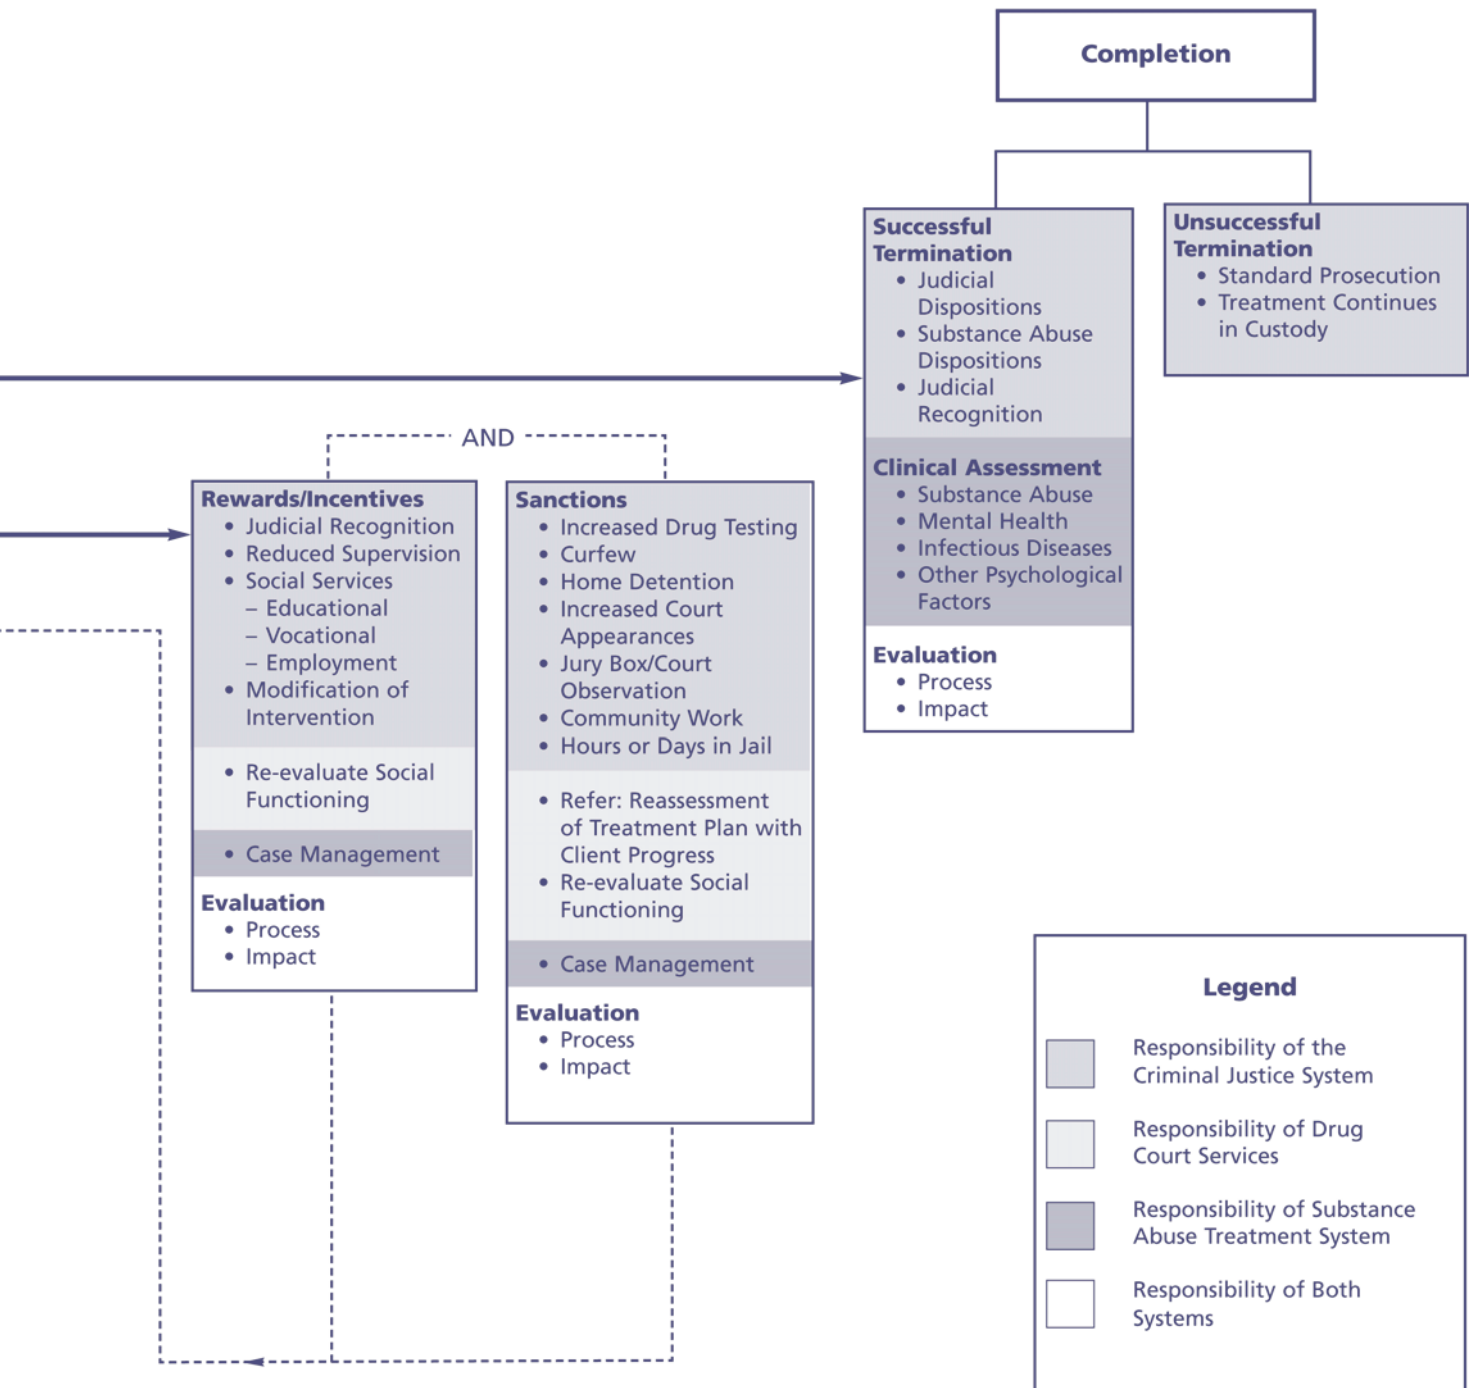 Completion
Successful
Termination
• Judicial
Dispositions
• Substance Abuse
Dispositions
• Judicial
Recognition
Clinical Assessment
• Substance Abuse
• Mental Health
• Infectious Diseases
• Other Psychological
Factors
Evaluation
• Process
• Impact
Unsuccessful
Termination
• Standard Prosecution
• Treatment Continues
in Custody
AND
Rewards/Incentives
• Judicial Recognition
• Reduced Supervision
• Social Services
– Educational
– Vocational
– Employment
• Modification of
Intervention
• Re-evaluate Social
Functioning
• Case Management
Evaluation
• Process
• Impact
Sanctions
• Increased Drug Testing
• Curfew
• Home Detention
• Increased Court
Appearances
• Jury Box/Court
Observation
• Community Work
• Hours or Days in Jail
• Refer: Reassessment
of Treatment Plan with
Client Progress
• Re-evaluate Social
Functioning
• Case Management
Evaluation
• Process
• Impact
Legend
Responsibility of the
Criminal Justice System
Responsibility of Drug
Court Services
Responsibility of Substance
Abuse Treatment System
Responsibility of Both
Systems